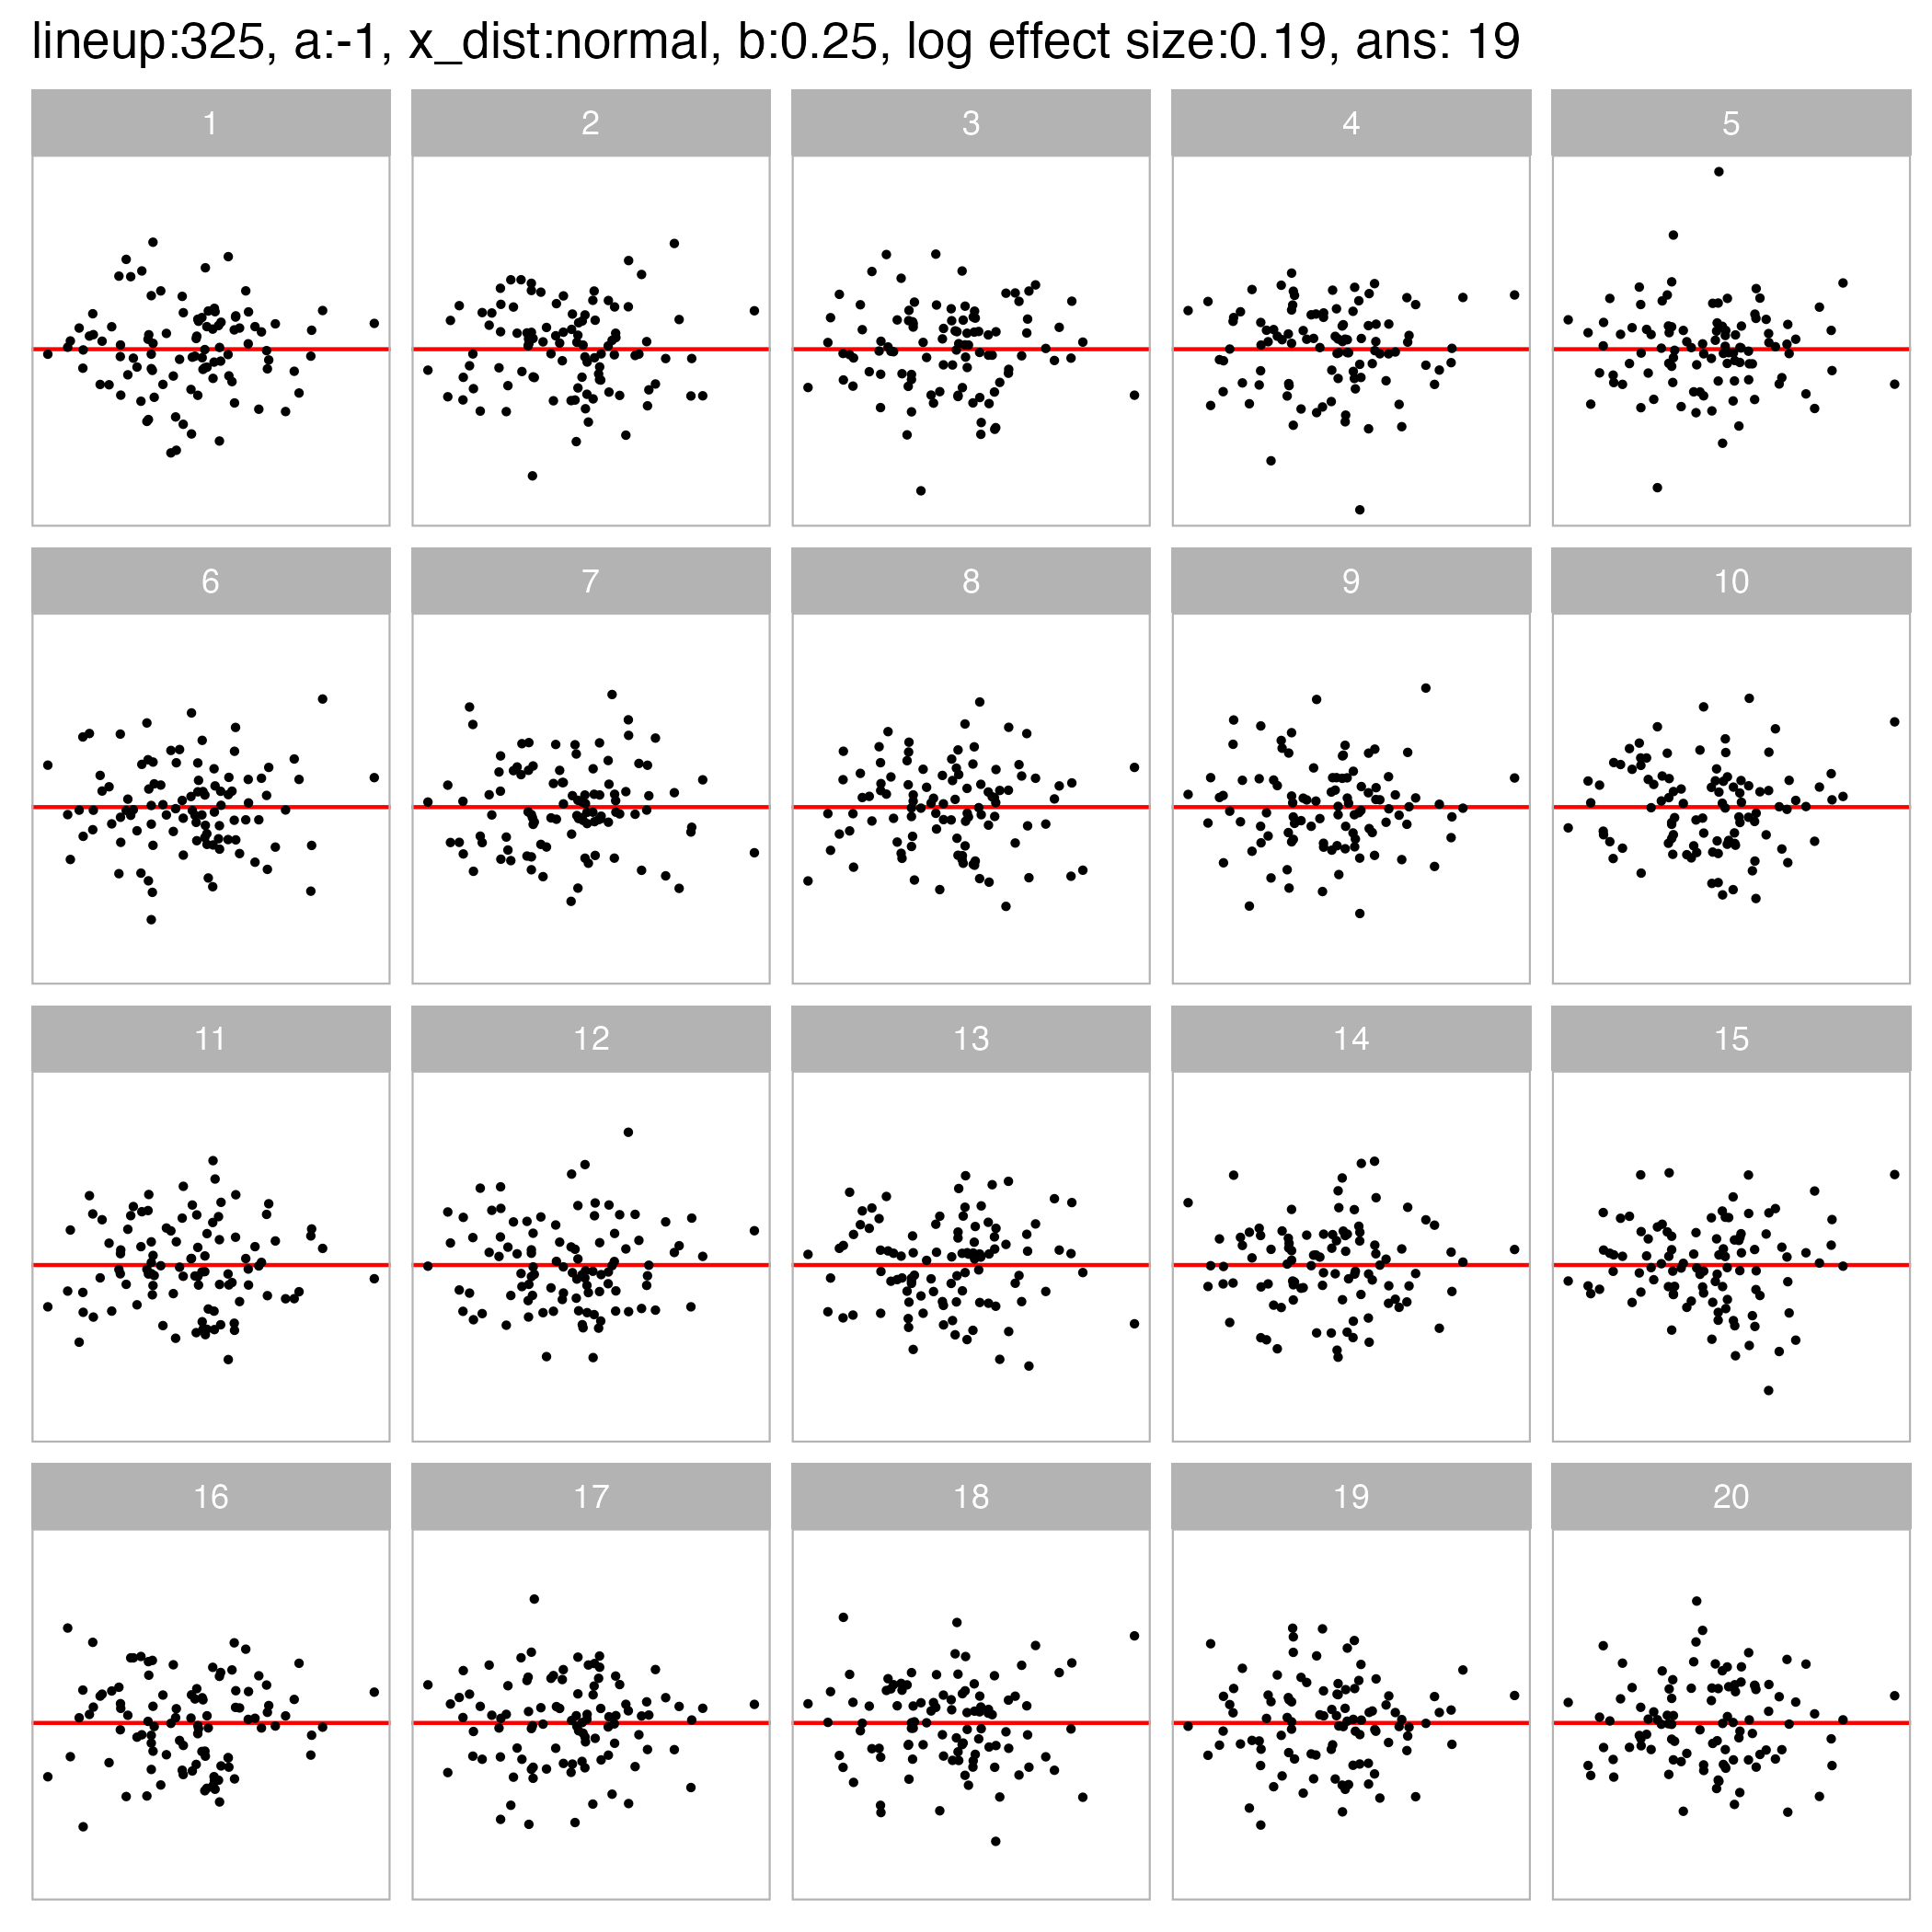 lineup:325, a:-1, x_dist:normal, b:0.25, log effect size:0.19, ans: 19
1 2 3 4 5
6 7 8 9 10
11 12 13 14 15
16 17 18 19 20